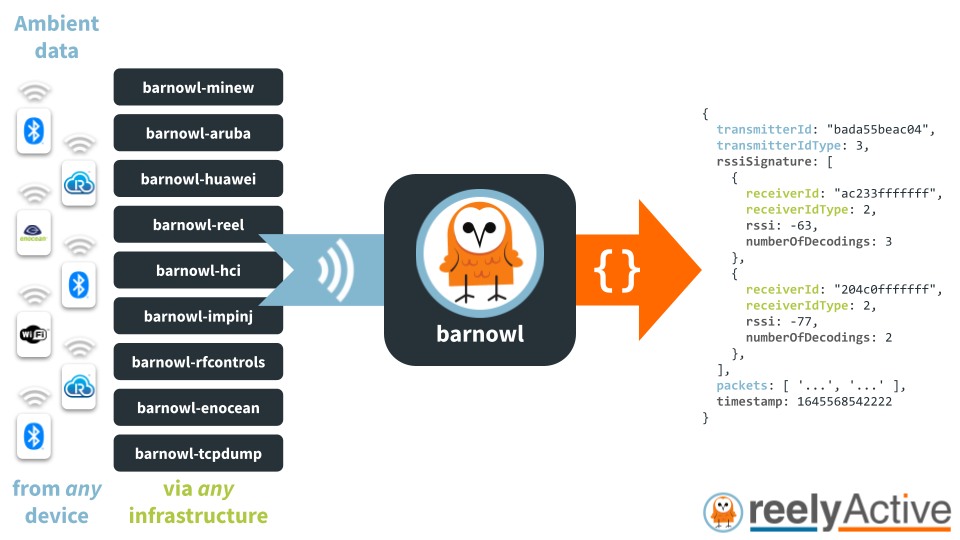 Ambient
data
enocean
WiFi
R
R
from any
device
barnowl-minew
barnowl-aruba
barnowl-huawei
barnowl-reel
barnowl-hci
barnowl-impinj
barnowl-rfcontrols
barnowl-enocean
barnowl-tcpdump
via any
infrastructure
barnowl
{}
{
transmitterId: "bada55beac04",
transmitterIdType: 3,
rssiSignature: [
{
receiverId: "ac233fffffff",
receiverIdType: 2,
rssi: -63,
numberOfDecodings: 3
},
{
receiverId: "204c0fffffff",
receiverIdType: 2,
rssi: -77,
numberOfDecodings: 2
},
],
packets: [ '...', '...' ],
timestamp: 1645568542222
}
reelyActive